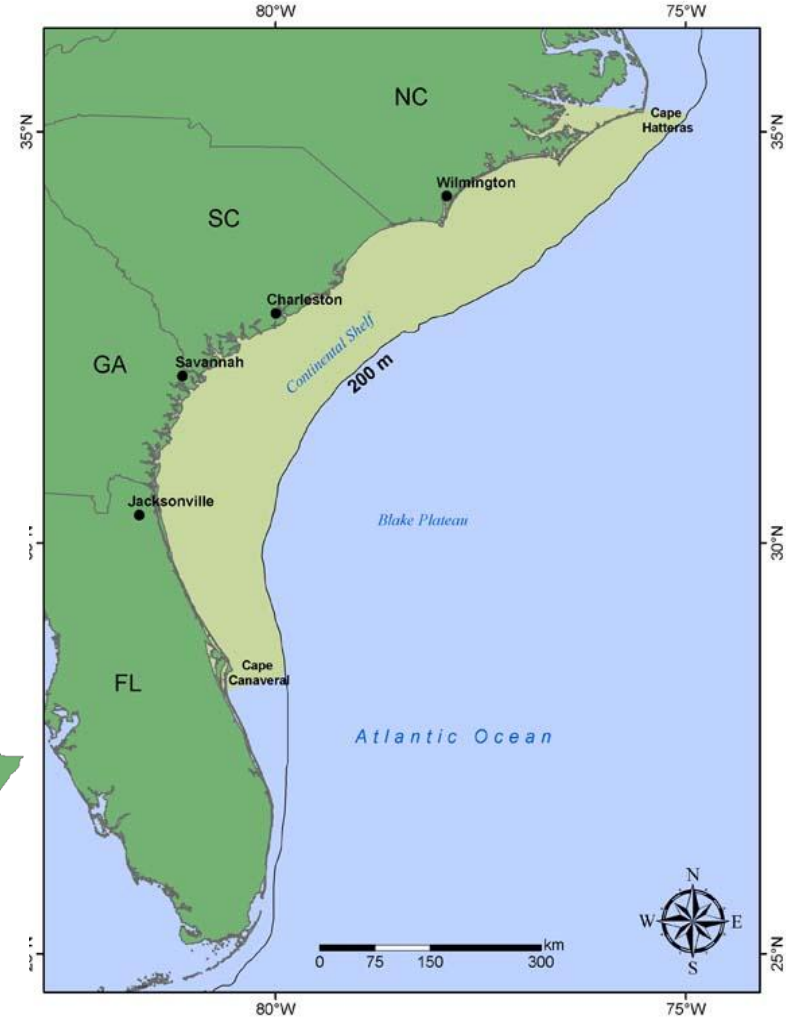 80°W
75°W
NC
35°N
35°N
Cape
Hatteras
Wilmington
SC
Charleston
Continental Shelf
GA
Savannah
200 m
Jacksonville
Blake Plateau
30°N
Cape
Canaveral
FL
Atlantic Ocean
N
W
E
S
km
0
75
150
300
25°N
80°W
75°W